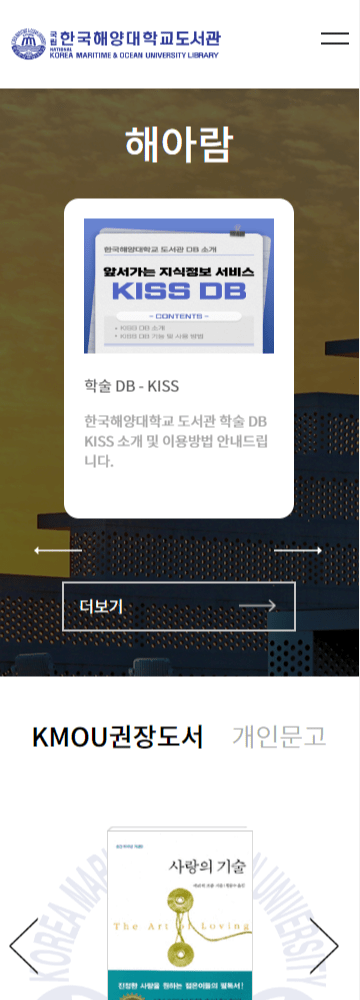 국립 한국해양대학교도서관
NATIONAL
KOREA MARITIME & OCEAN UNIVERSITY LIBRARY
해아람
한국해양대학교 도서관 DB 소개
앞서가는 지식정보 서비스
KISS DB
- CONTENTS -
• KISS DB 소개
• KISS DB 기능 및 사용 방법
학술 DB - KISS
한국해양대학교 도서관 학술 DB
KISS 소개 및 이용방법 안내드립
니다.
더보기
KMOU권장도서 개인문고
사랑의 기술
The Art of Loving
진정한 사랑을 원하는 젊은이들의 필독서!
KOREA MAR
UNIVERSITY